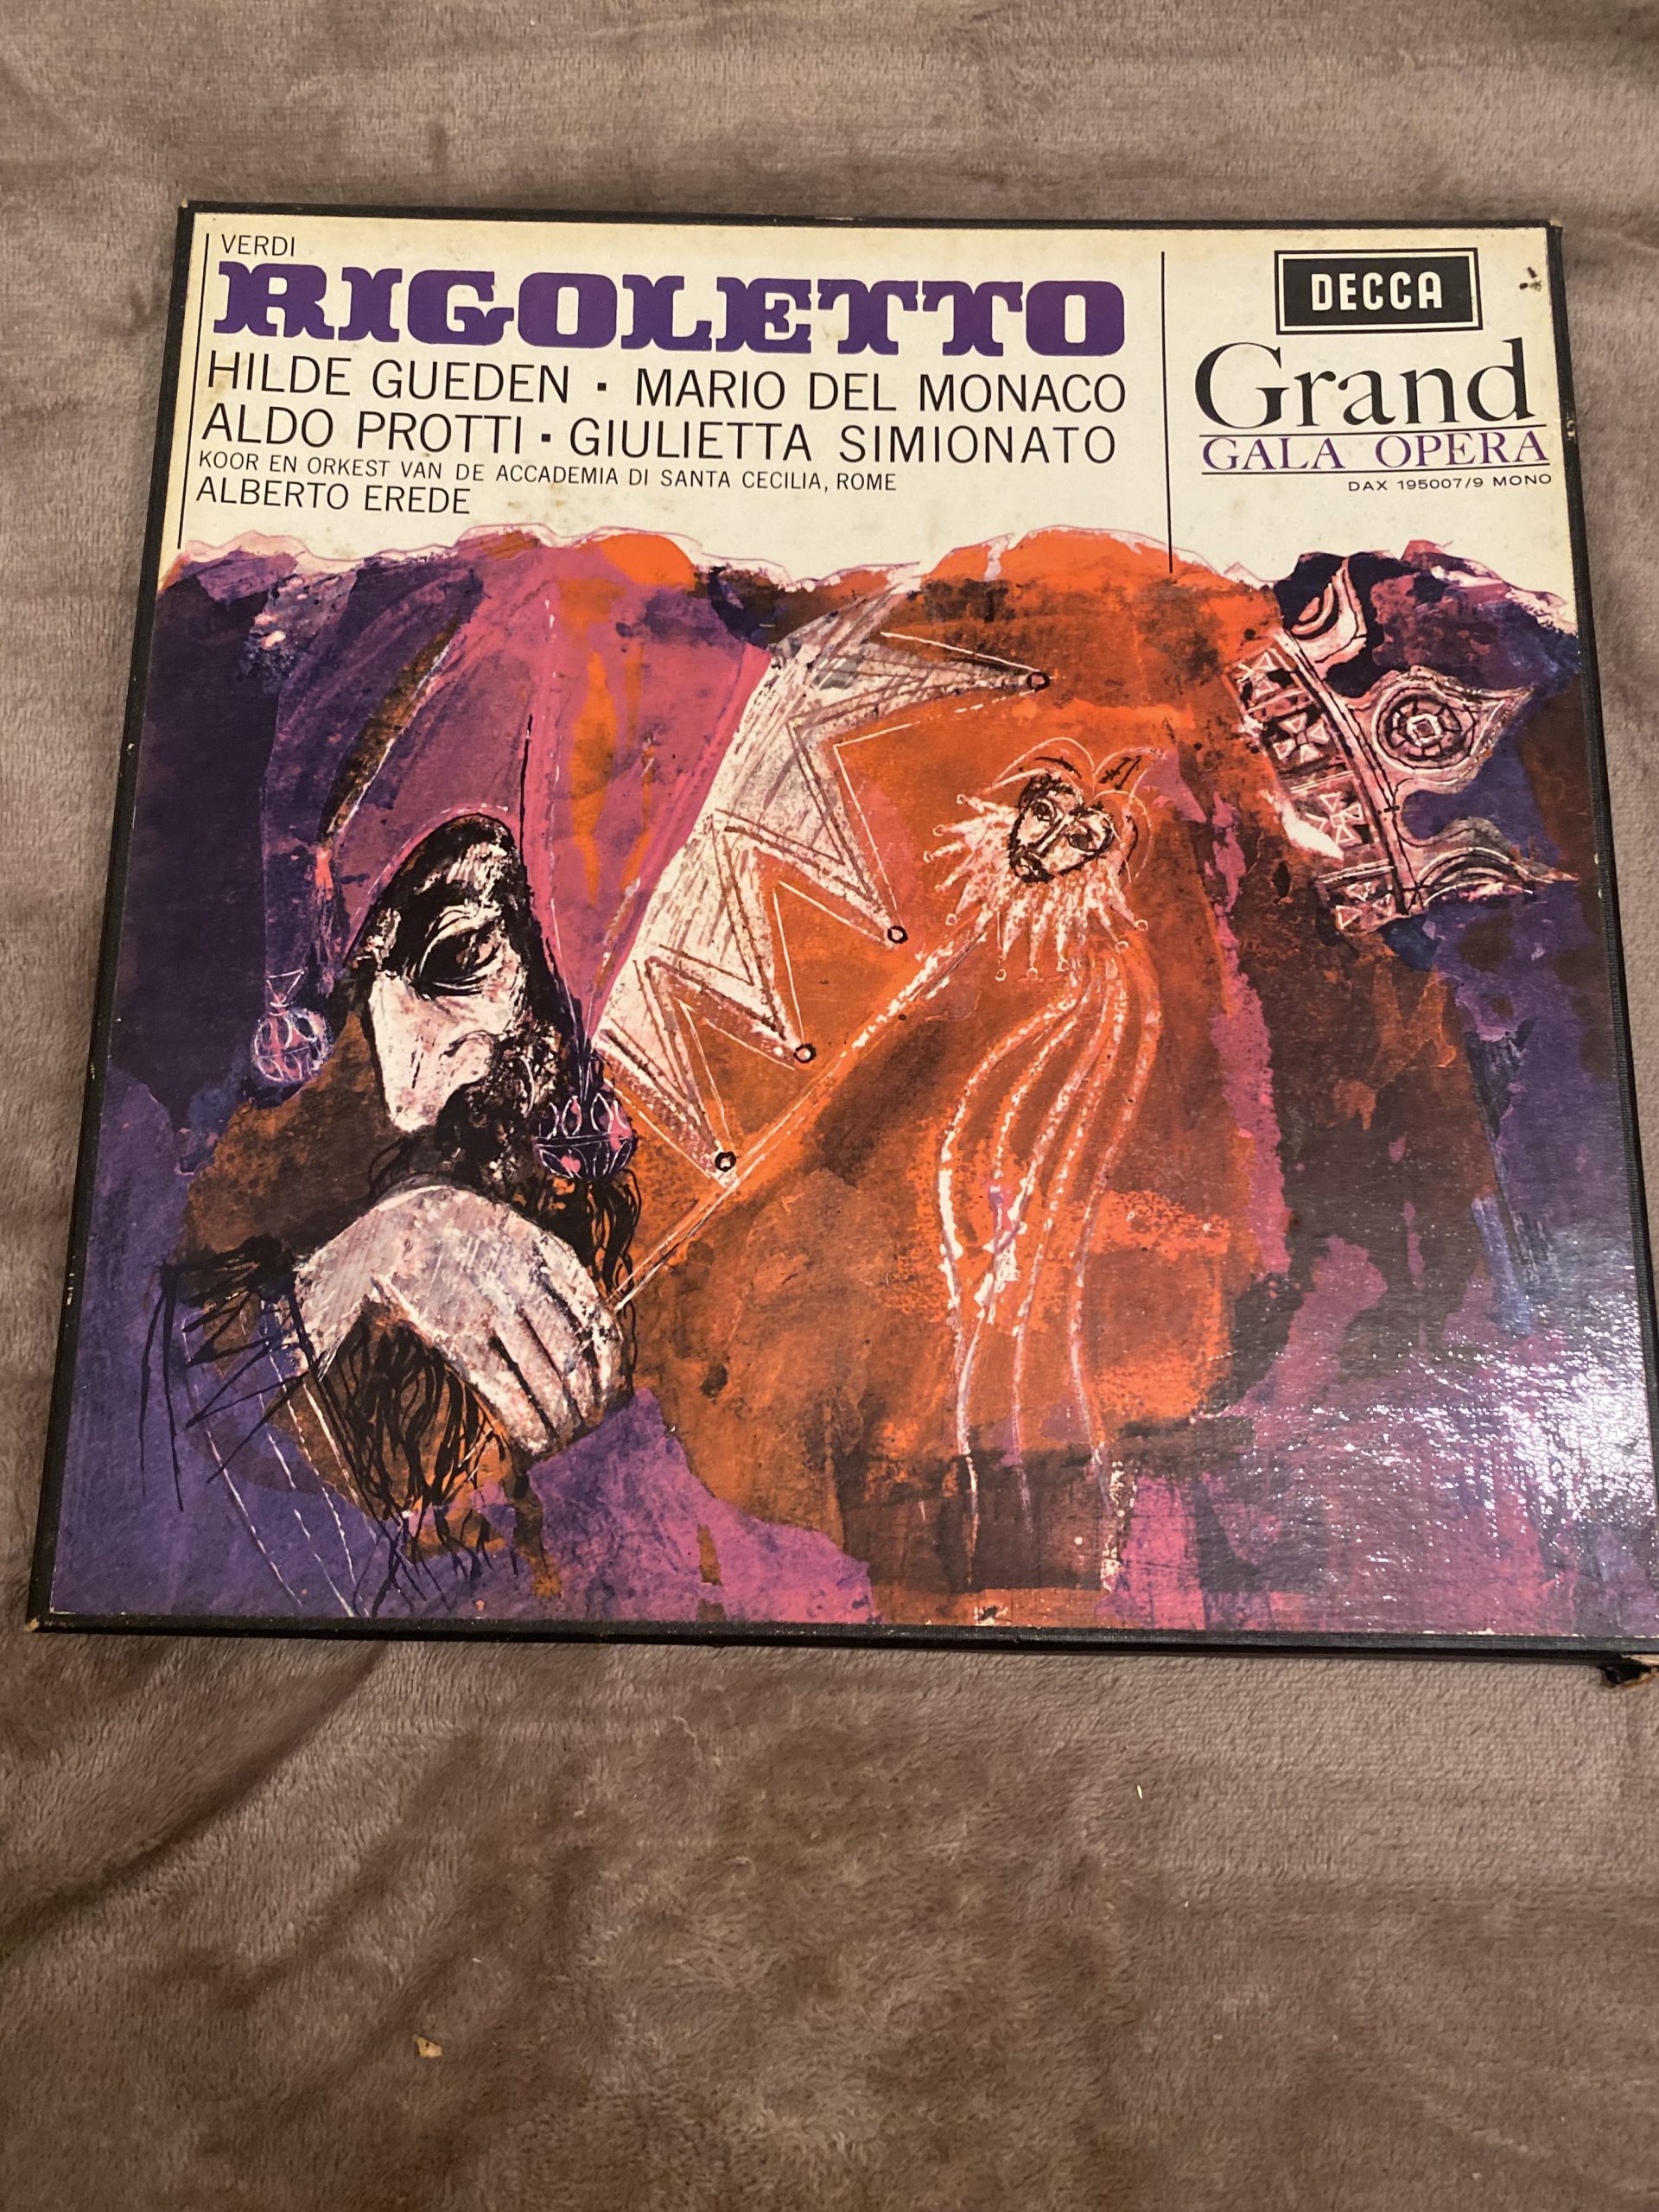 VERDI
RIGOLETTO
HILDE GUEDEN ▪ MARIO DEL MONACO
ALDO PROTTI ▪ GIULIETTA SIMIONATO
KOOR EN ORKEST VAN DE ACCADEMIA DI SANTA CECILIA, ROME
ALBERTO EREDE
DECCA
Grand
GALA OPERA
DAX 195007/9 MONO